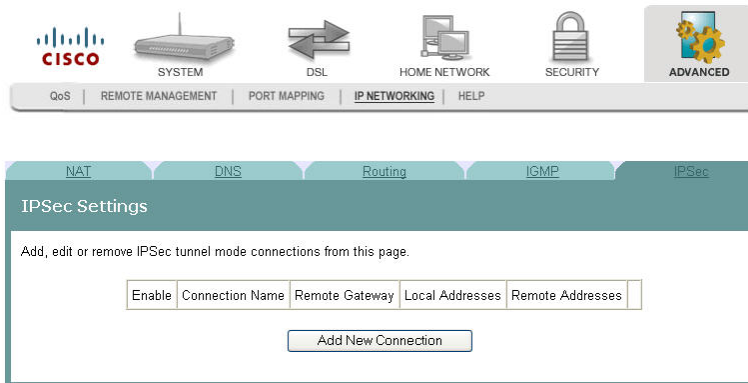 CISCO
SYSTEM
DSL
HOME NETWORK
SECURITY
ADVANCED
QoS | REMOTE MANAGEMENT | PORT MAPPING | IP NETWORKING | HELP
NAT
DNS
Routing
IGMP
IPSec
IPSec Settings
Add, edit or remove IPSec tunnel mode connections from this page.
Enable
Connection Name
Remote Gateway
Local Addresses
Remote Addresses
Add New Connection